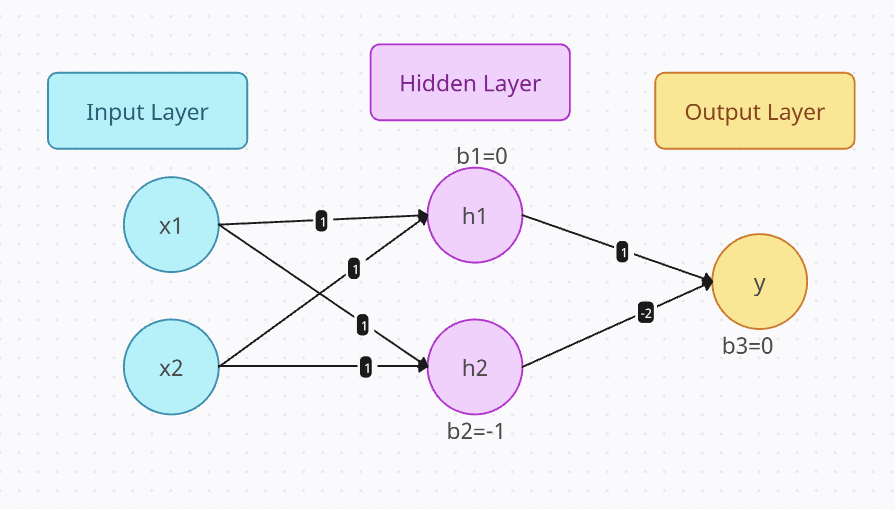 Input Layer
Hidden Layer
Output Layer
b1=0
x1
1
h1
1
1
y
1
-2
b3=0
x2
1
h2
b2=-1